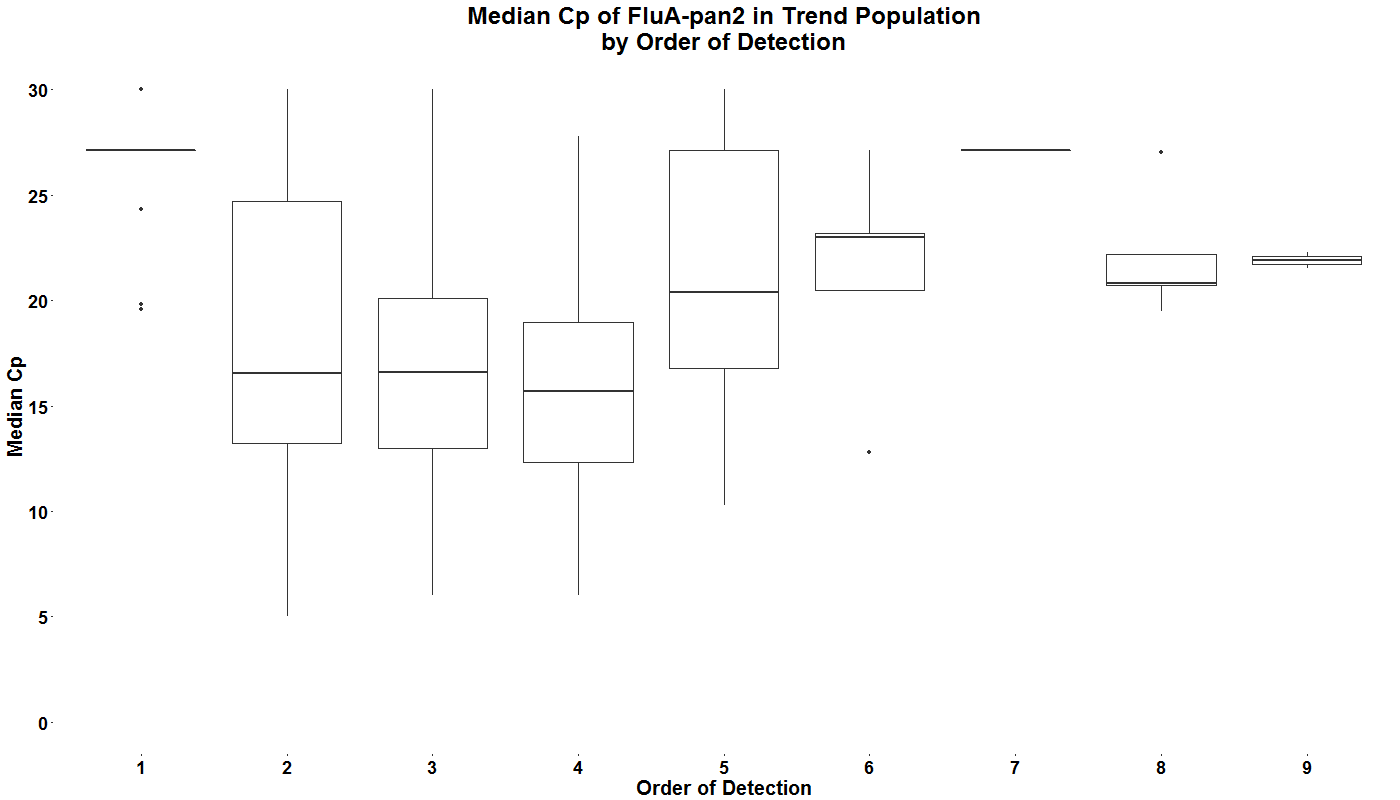 Median Cp of FluA-pan2 in Trend Population
by Order of Detection
30
25
20
15
10
5
0
Median Cp
1 2 3 4 5 6 7 8 9
Order of Detection